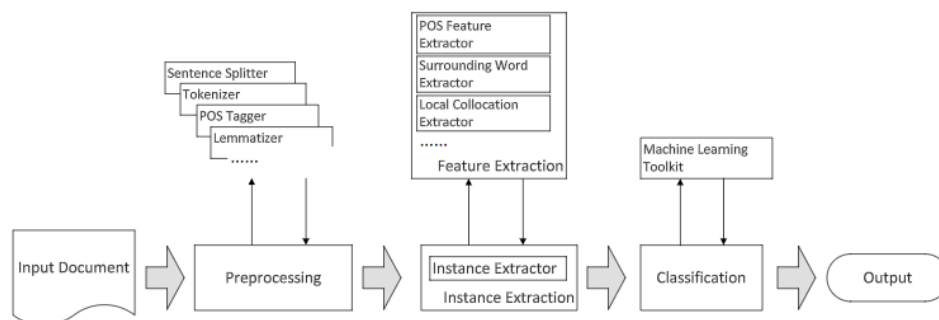 POS Feature
Extractor
Surrounding Word
Extractor
Local Collocation
Extractor
......
Feature Extraction
Sentence Splitter
Tokenizer
POS Tagger
Lemmatizer
......
Machine Learning
Toolkit
Input Document
Preprocessing
Instance Extractor
Instance Extraction
Classification
Output